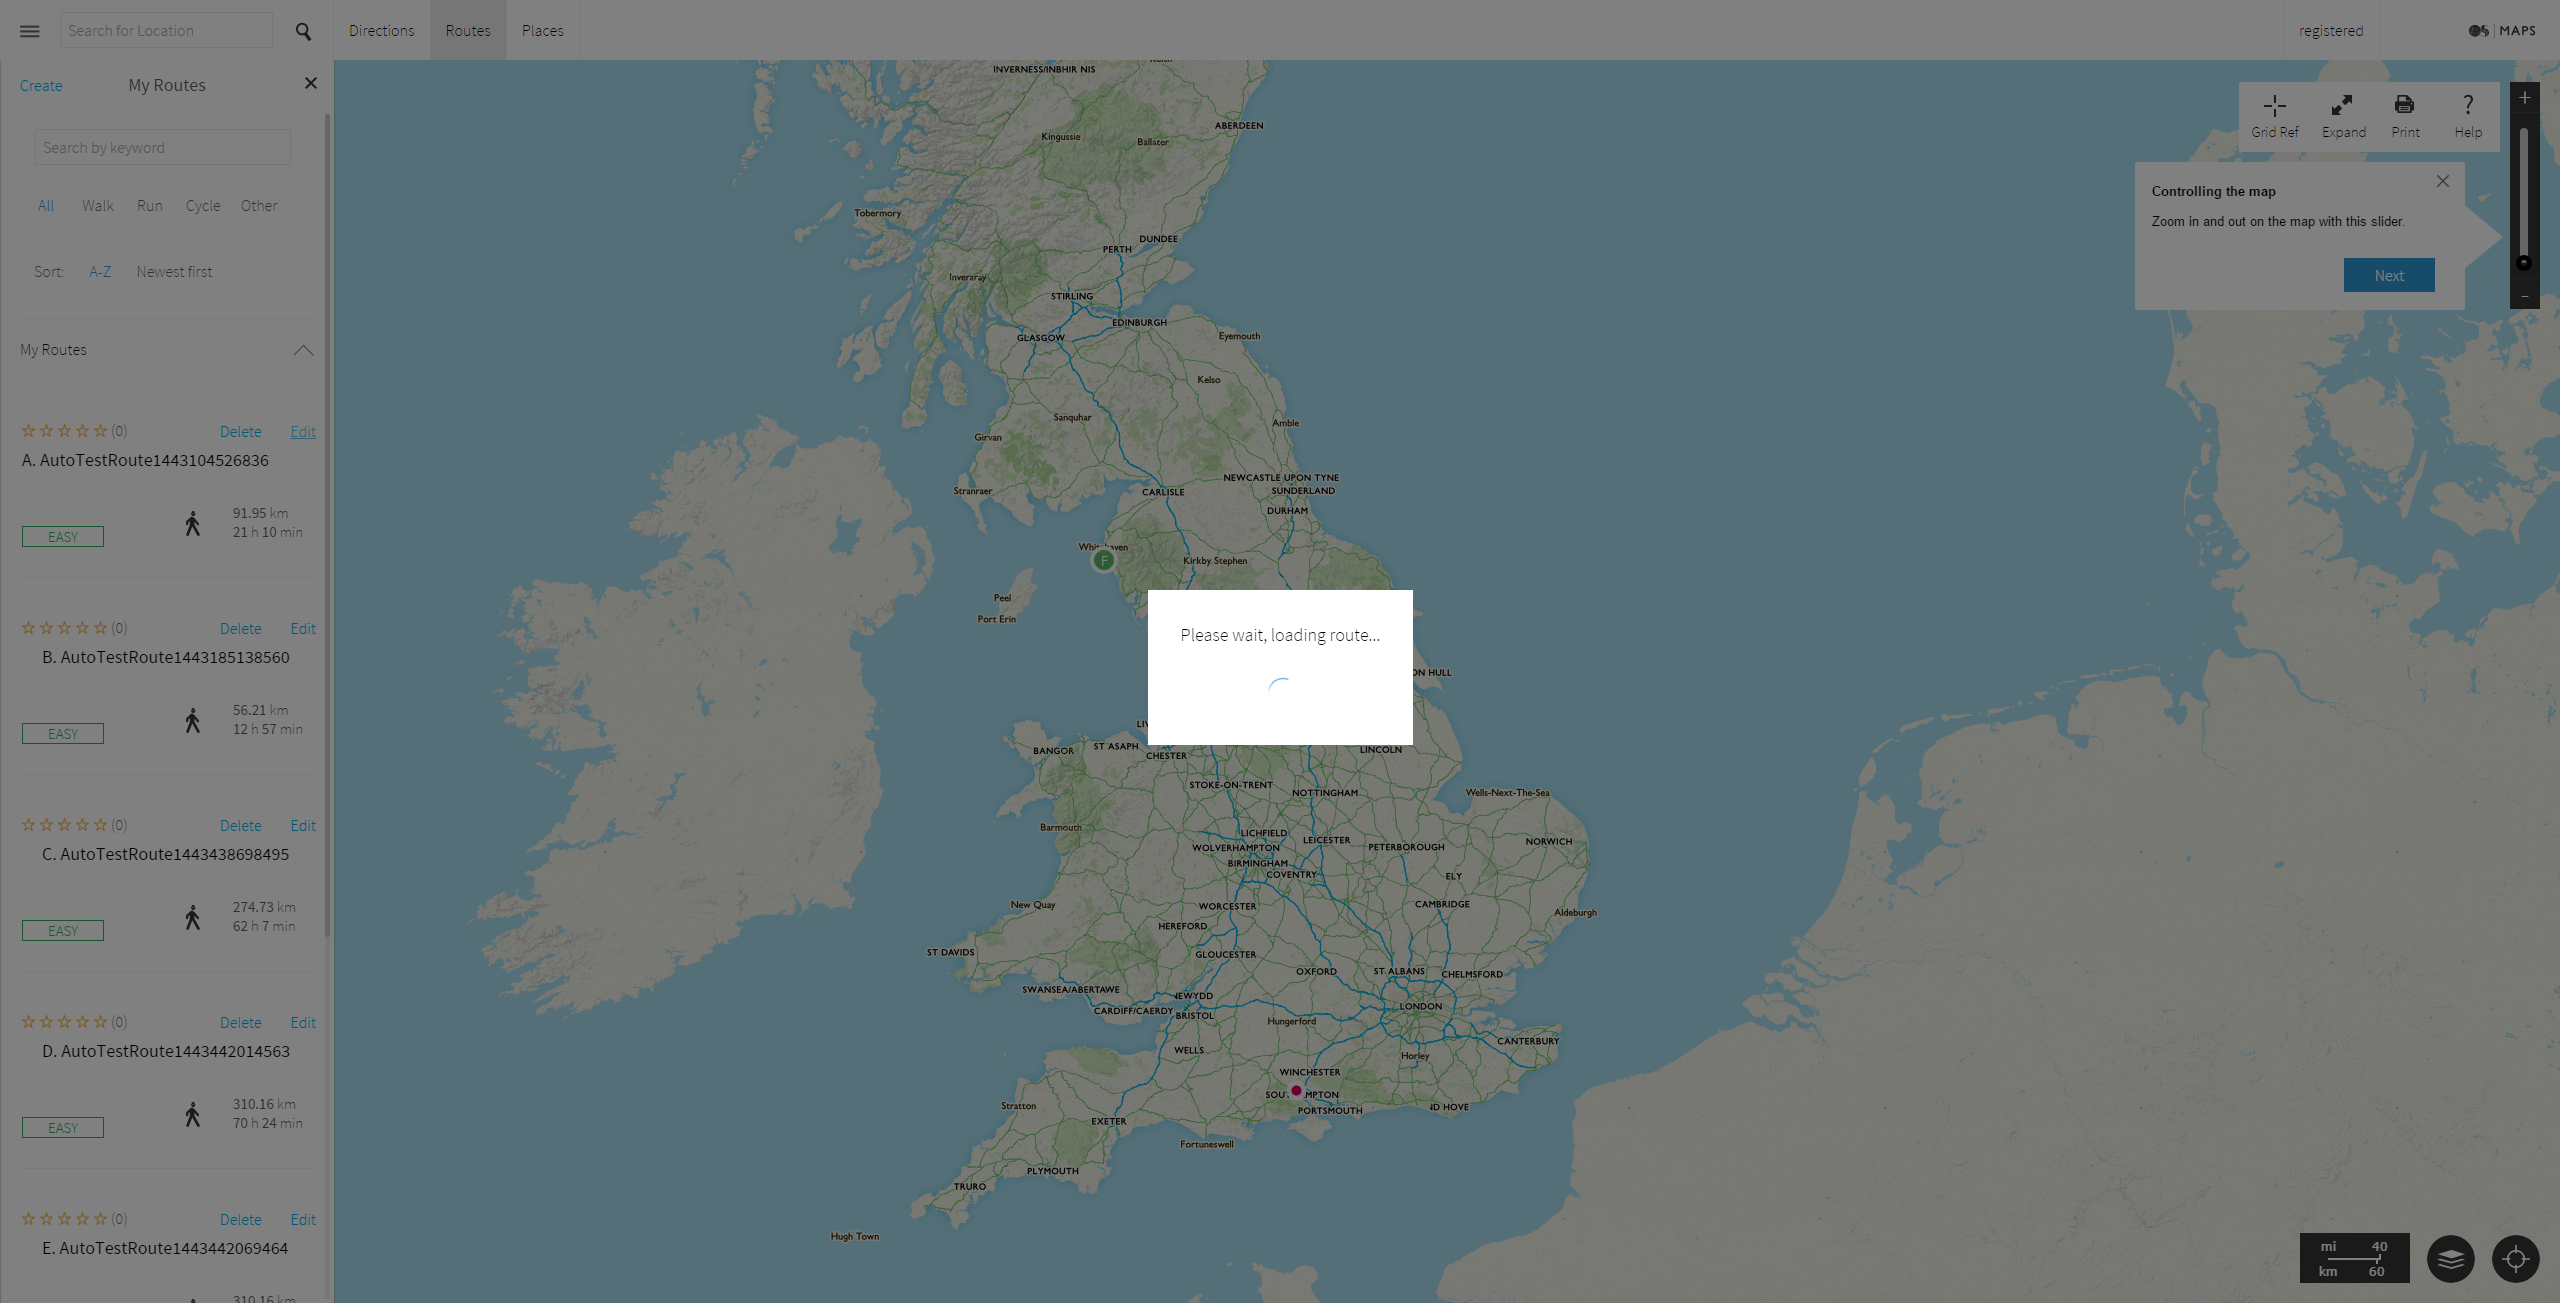 Search for Location
Directions
Routes
Places
registered
OS MAPS
Create
My Routes
Search by keyword
All
Walk
Run
Cycle
Other
Sort:
A-Z
Newest first
My Routes
(0)
Delete
Edit
A. AutoTestRoute1443104526836
EASY
91.95 km
21 h 10 min
(0)
Delete
Edit
B. AutoTestRoute1443185138560
EASY
56.21 km
12 h 57 min
(0)
Delete
Edit
C. AutoTestRoute1443438698495
EASY
274.73 km
62 h 7 min
(0)
Delete
Edit
D. AutoTestRoute1443442014563
EASY
310.16 km
70 h 24 min
(0)
Delete
Edit
E. AutoTestRoute1443442069464
310.16 km
INVERNESS/INBHIR NIS
Keith
Kingussie
ABERDEEN
Ballater
Tobermory
DUNDEE
PERTH
Inveraray
STIRLING
EDINBURGH
Eyemouth
GLASGOW
Kelso
Sanquhar
Amble
Girvan
NEWCASTLE UPON TYNE
Stranraer
CARLISLE
SUNDERLAND
DURHAM
F
Kirkby Stephen
Peel
Port Erin
Please wait, loading route...
ON HULL
LIV
BANGOR
ST ASAPH
CHESTER
LINCOLN
STOKE-ON-TRENT
NOTTINGHAM
Wells-Next-The-Sea
Barmouth
LICHFIELD
LEICESTER
NORWICH
WOLVERHAMPTON
PETERBOROUGH
BIRMINGHAM
COVENTRY
ELY
New Quay
WORCESTER
CAMBRIDGE
Aldeburgh
HEREFORD
ST DAVIDS
GLOUCESTER
OXFORD
ST ALBANS
CHELMSFORD
SWANSEA/ABERTAWE
NEWYDD
LONDON
CARDIFF/CAERDY
BRISTOL
Hungerford
WELLS
Horley
CANTERBURY
WINCHESTER
SOUT MPTON
Stratton
PORTSMOUTH
ND HOVE
EXETER
Fortuneswell
PLYMOUTH
TRURO
Hugh Town
Grid Ref
Expand
Print
? Help
+
Controlling the map
Zoom in and out on the map with this slider.
Next
-
mi 40
km 60